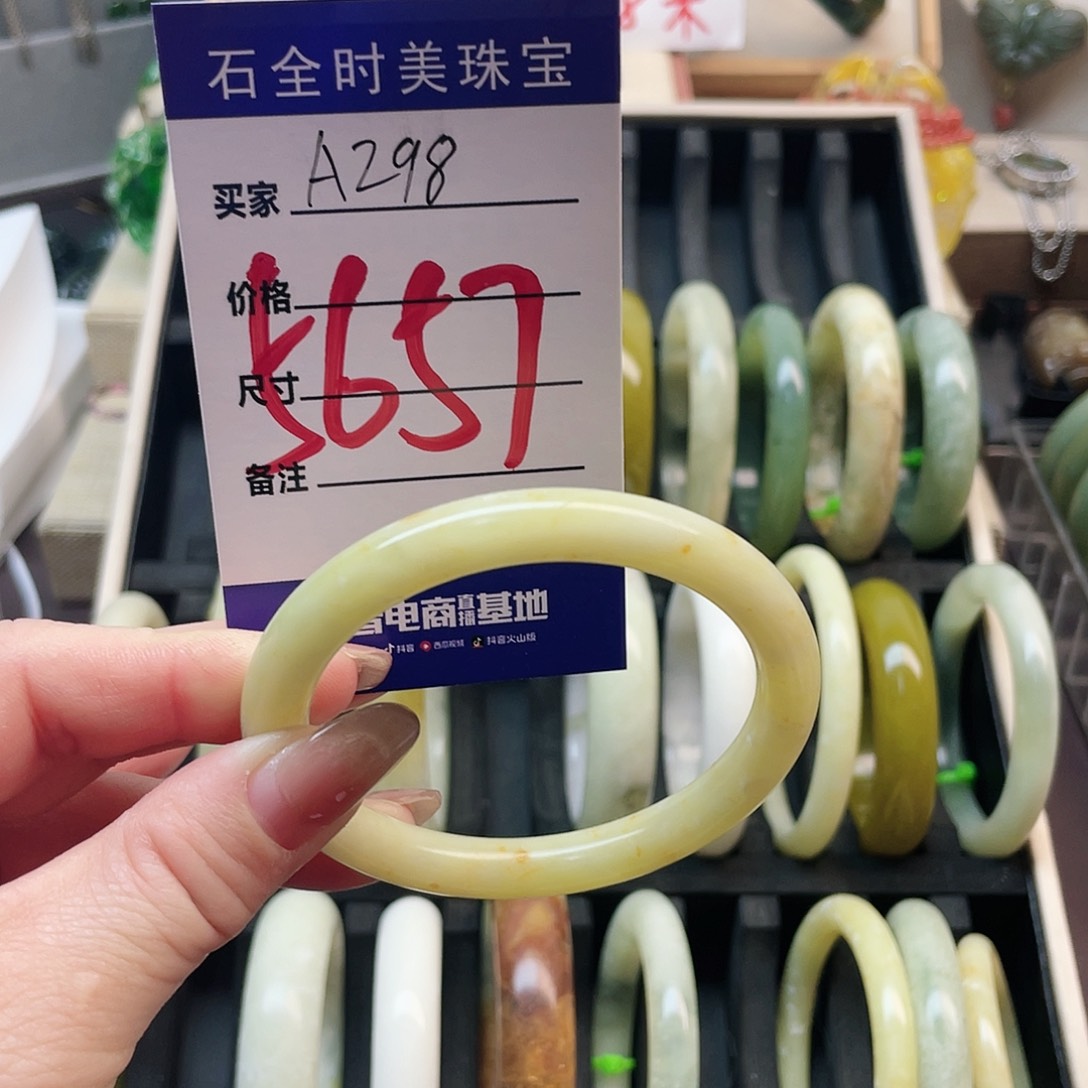 石全时美珠宝
买家 A298
价格
5657
尺寸
备注
电商直播基地
抖音 西瓜视频 抖音火山版